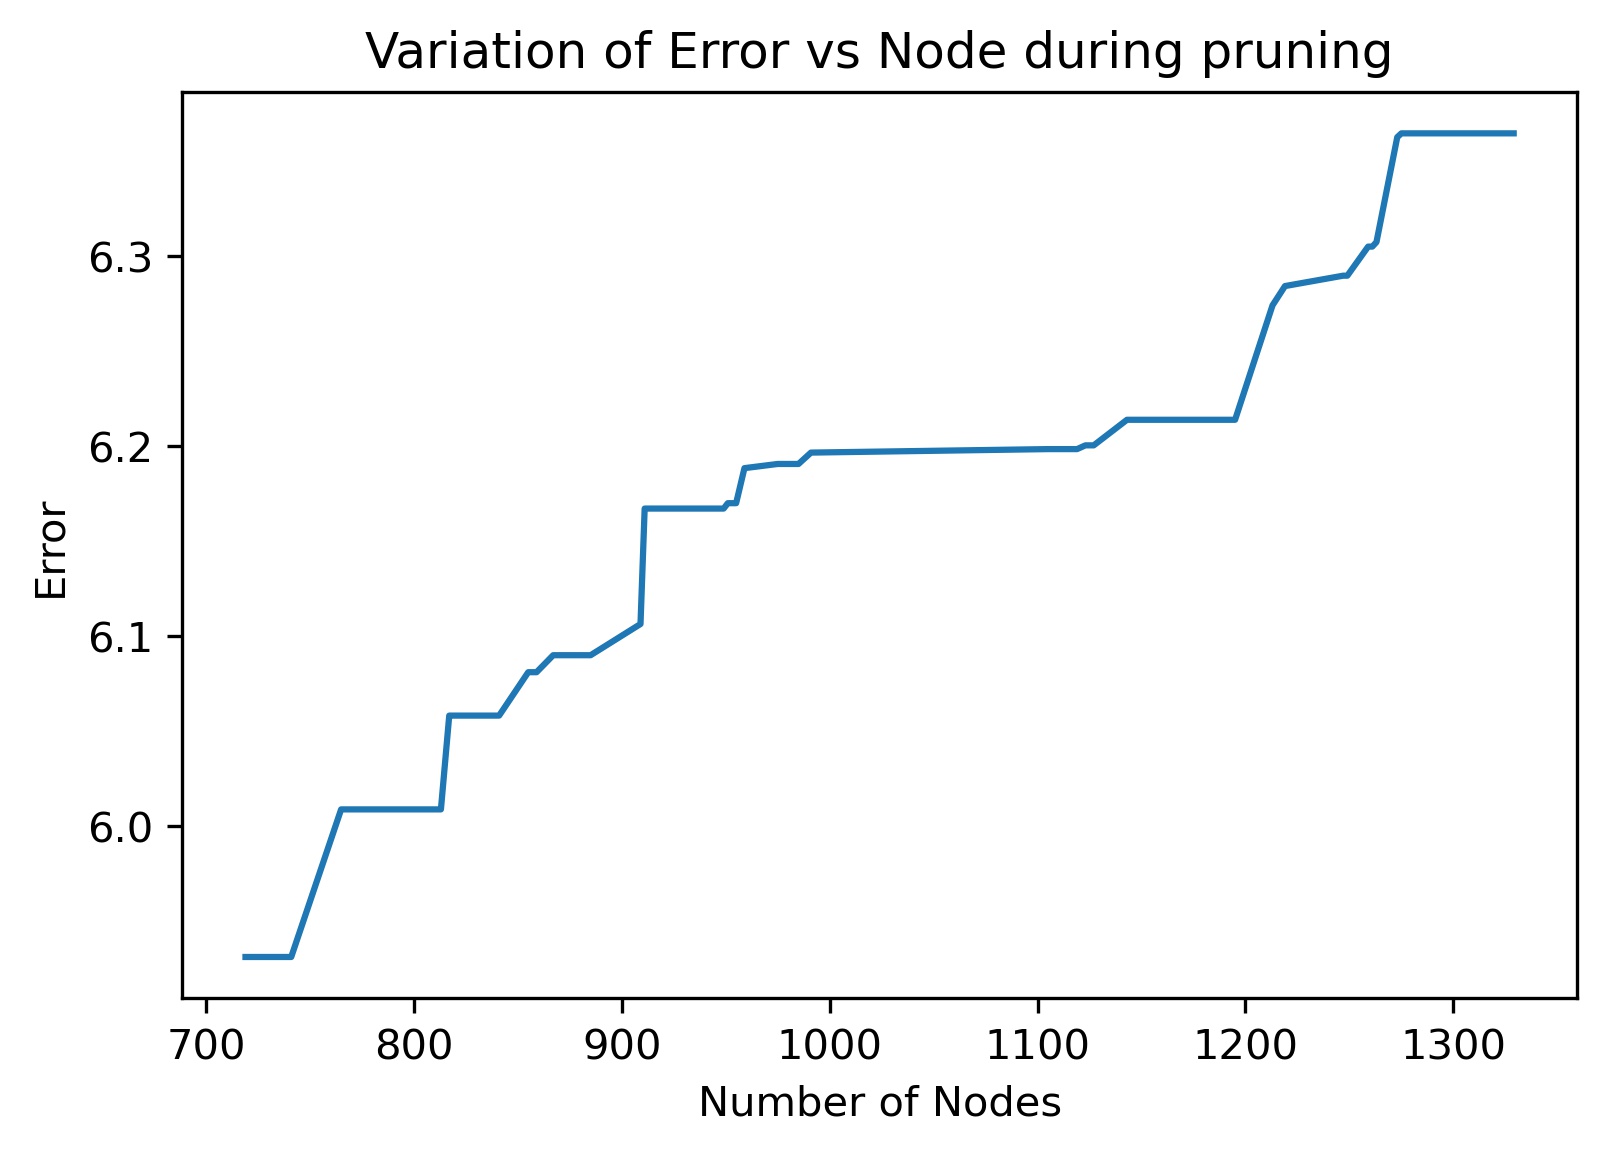 Variation of Error vs Node during pruning
Error
6.3
6.2
6.1
6.0
700 800 900 1000 1100 1200 1300
Number of Nodes